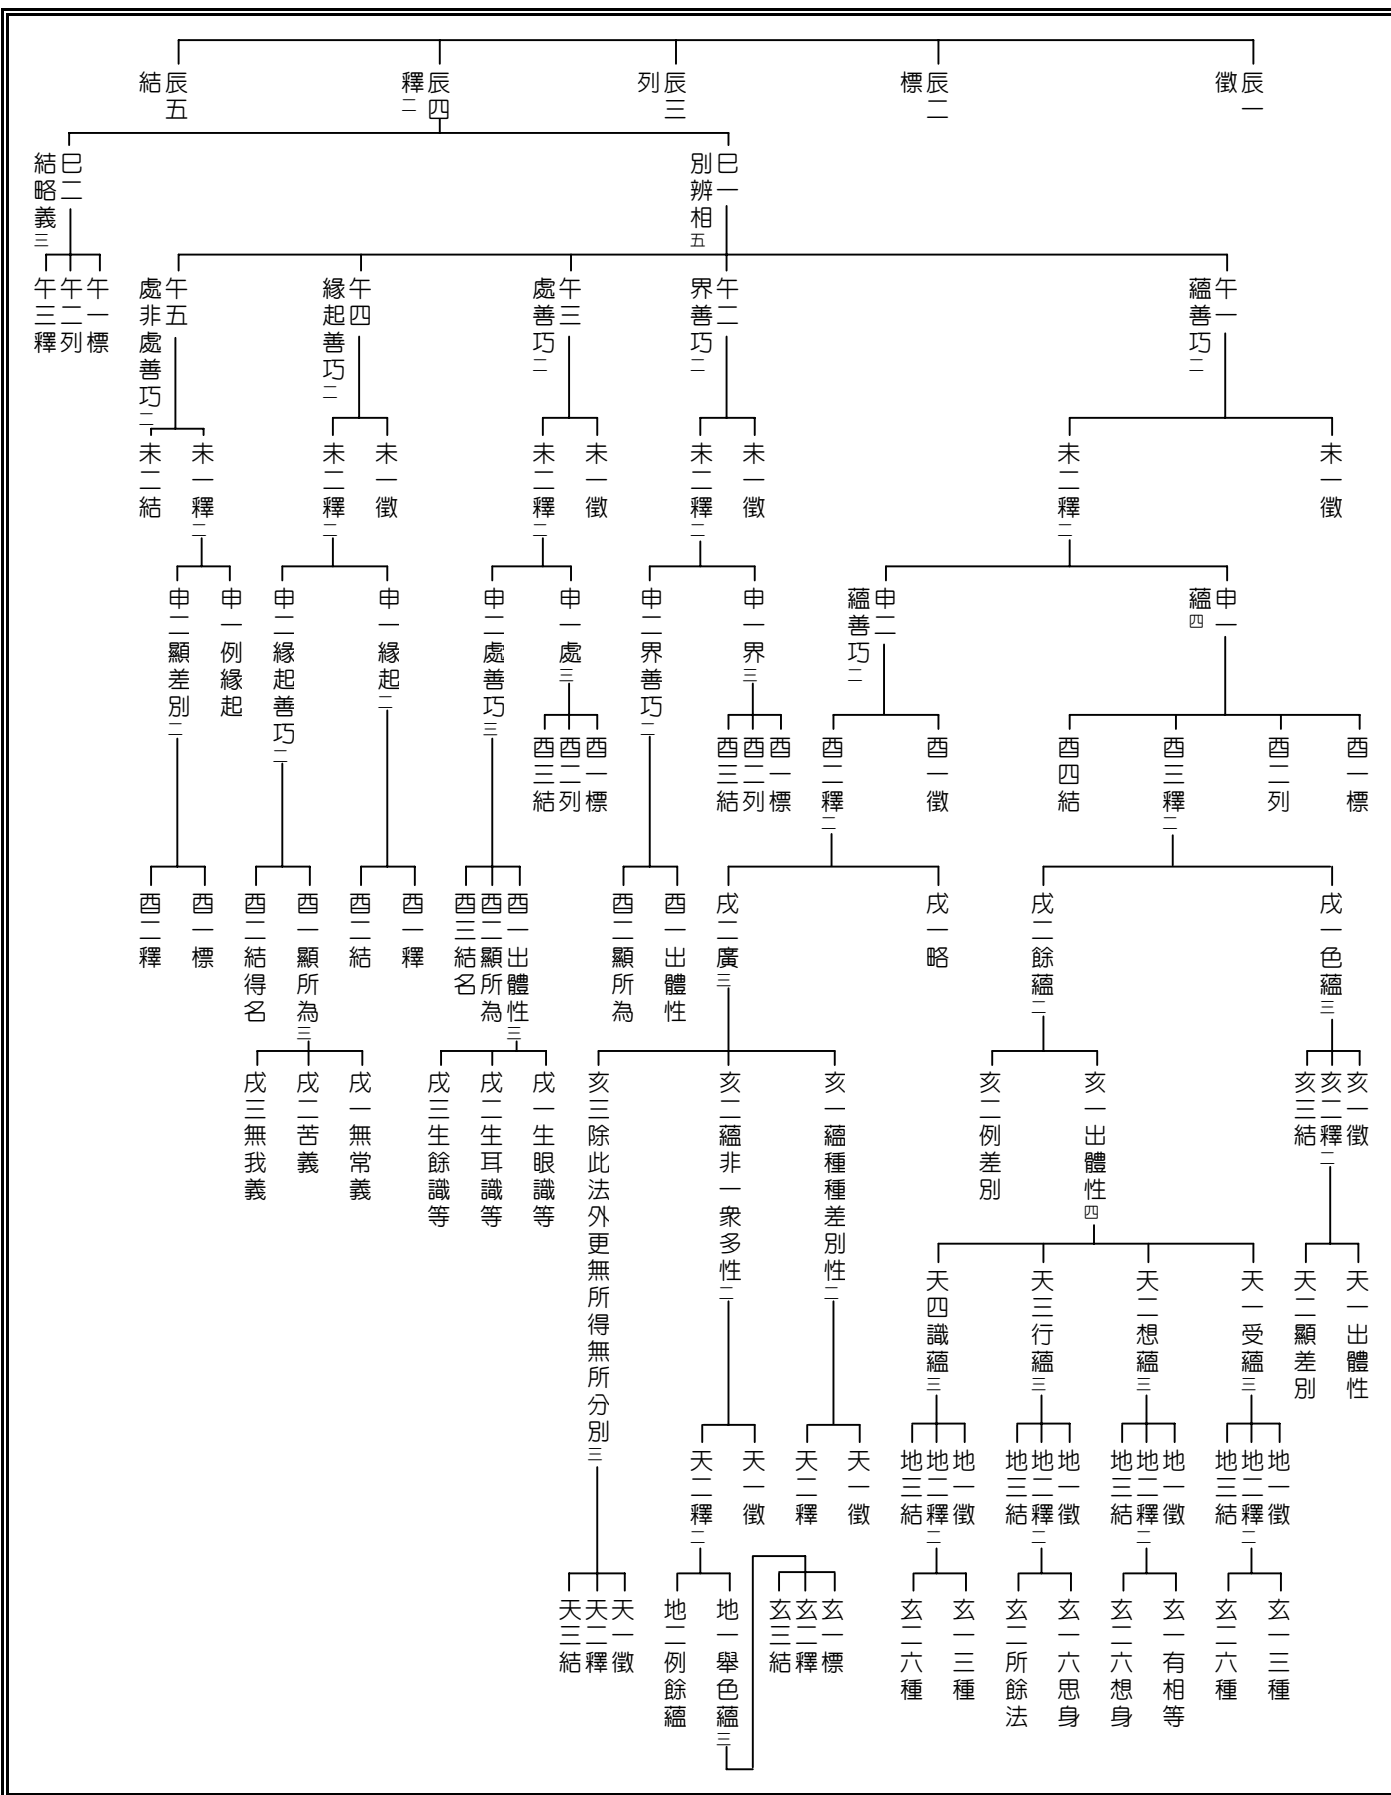 辰一
徵
辰二
標
辰三
列
辰四
釋二
辰五
結
巳一
別辨相五
巳二
結略義三
午一
蘊善巧二
午二
界善巧二
午三
處善巧二
午四
緣起善巧二
午五
處非處善巧二
午一標
午二列
午三釋
未一徵
未二釋二
未一徵
未二釋二
未一徵
未二釋二
未一徵
未二釋二
未一釋二
未二結
申一
蘊四
申二
蘊善巧二
申一界三
申二界善巧二
申一處三
申二處善巧三
申一緣起二
申二緣起善巧二
申一例緣起
申二顯差別二
酉一標
酉二列
酉三釋二
酉四結
酉一徵
酉二釋二
酉一標
酉二列
酉三結
酉一標
酉二列
酉三結
戌一色蘊三
戌二餘蘊二
戌一略
戌二廣三
酉一出體性
酉二顯所為
酉一出體性三
酉二顯所為
酉三結名
酉一釋
酉二結
酉一顯所為三
酉二結得名
酉一標
酉二釋
亥一徵
亥二釋二
亥三結
亥一出體性四
亥二例差別
亥一蘊種種差別性二
亥二蘊非一眾多性二
亥三除此法外更無所得無所分別三
戌一生眼識等
戌二生耳識等
戌三生餘識等
戌一無常義
戌二苦義
戌三無我義
天一出體性
天二顯差別
天一受蘊三
天二想蘊三
天三行蘊三
天四識蘊三
地一徵
地二釋二
地三結
地一徵
地二釋二
地三結
地一徵
地二釋二
地三結
地一徵
地二釋二
地三結
天一徵
天二釋
天一徵
天二釋二
玄一三種
玄二六種
玄一有相等
玄二六想身
玄一六思身
玄二所餘法
玄一三種
玄二六種
玄一標
玄二釋
玄三結
地一舉色蘊三
地二例餘蘊
天一徵
天二釋
天三結